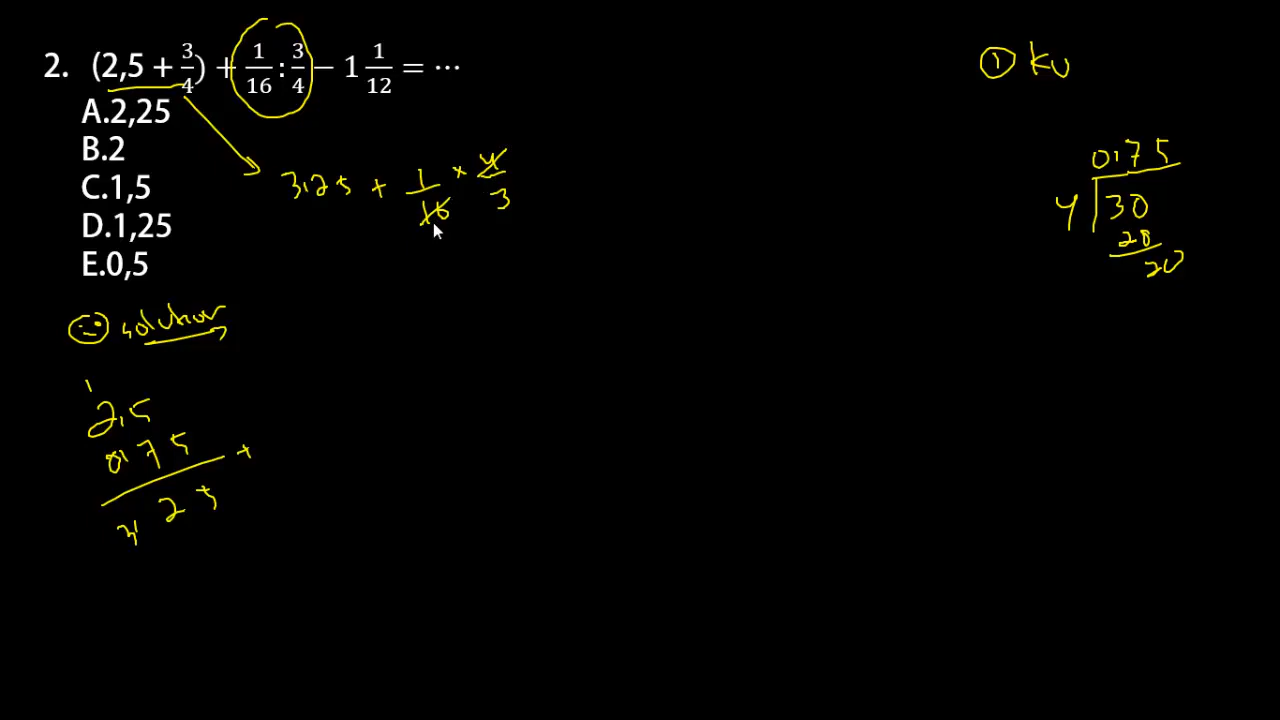 2. (2,5 + 3/4) + 1/16 : 3/4 − 1 1/12 = ⋯
① KU
A.2,25
B.2
C.1,5
D.1,25
E.0,5
3.25 + 1/16 × 4/3
0.75
4 30
28
20
solution
1
2,5
0,75 +
3,25